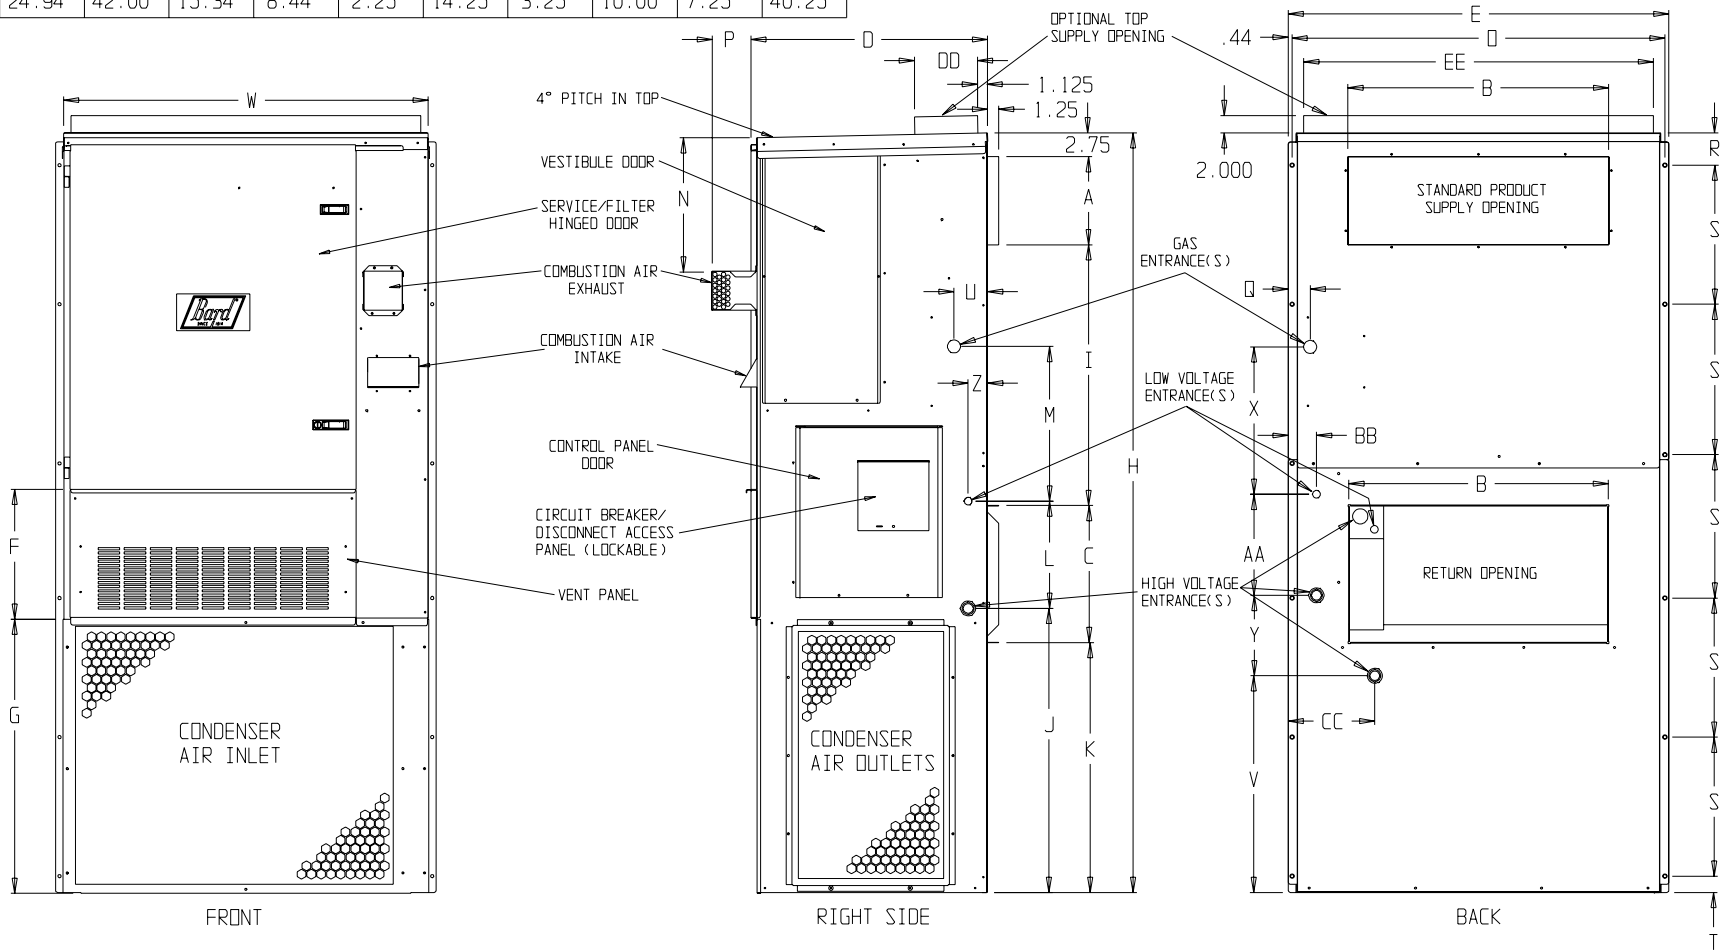 24.94 42.00 15.34 8.44 2.25 14.25 3.25 10.00 7.25 40.25
OPTIONAL TOP
SUPPLY OPENING
P
D
DD
1.125
1.25
2.75
E
.44
O
EE
B
2.000
R
W
4° PITCH IN TOP
VESTIBULE DOOR
N
A
STANDARD PRODUCT
SUPPLY OPENING
SERVICE/FILTER
HINGED DOOR
S
GAS
ENTRANCE(S)
COMBUSTION AIR
EXHAUST
U
Q
Bard
SINCE 1914
COMBUSTION AIR
INTAKE
I
S
LOW VOLTAGE
ENTRANCE(S)
Z
M
X
BB
H
CONTROL PANEL
DOOR
B
CIRCUIT BREAKER/
DISCONNECT ACCESS
PANEL (LOCKABLE)
S
F
L
C
AA
RETURN OPENING
HIGH VOLTAGE
ENTRANCE(S)
VENT PANEL
Y
S
G
CONDENSER
AIR INLET
CONDENSER
AIR OUTLETS
J
K
CC
V
S
FRONT
RIGHT SIDE
BACK
T